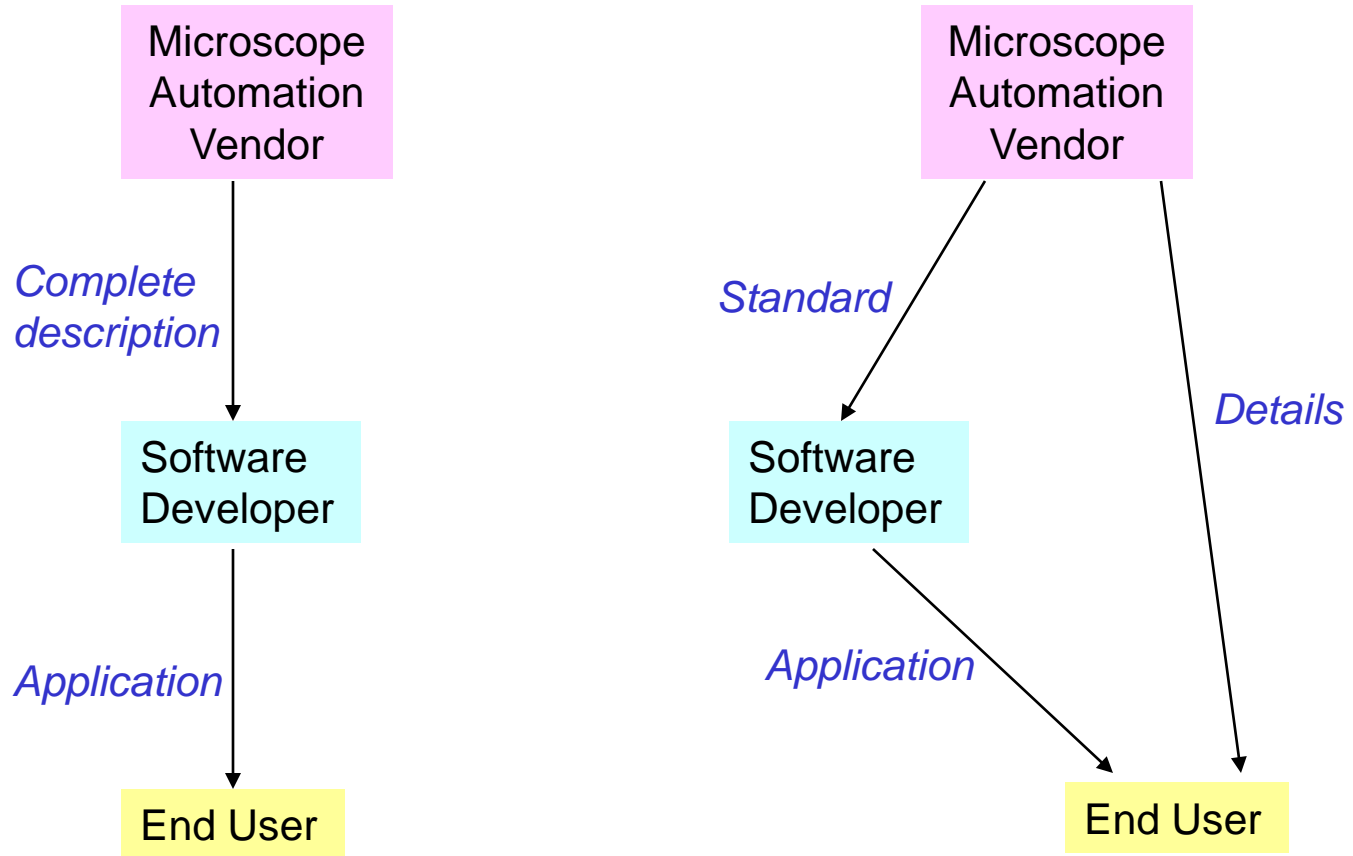 Microscope
Automation
Vendor
Complete
description
Software
Developer
Application
End User
Microscope
Automation
Vendor
Standard
Details
Software
Developer
Application
End User